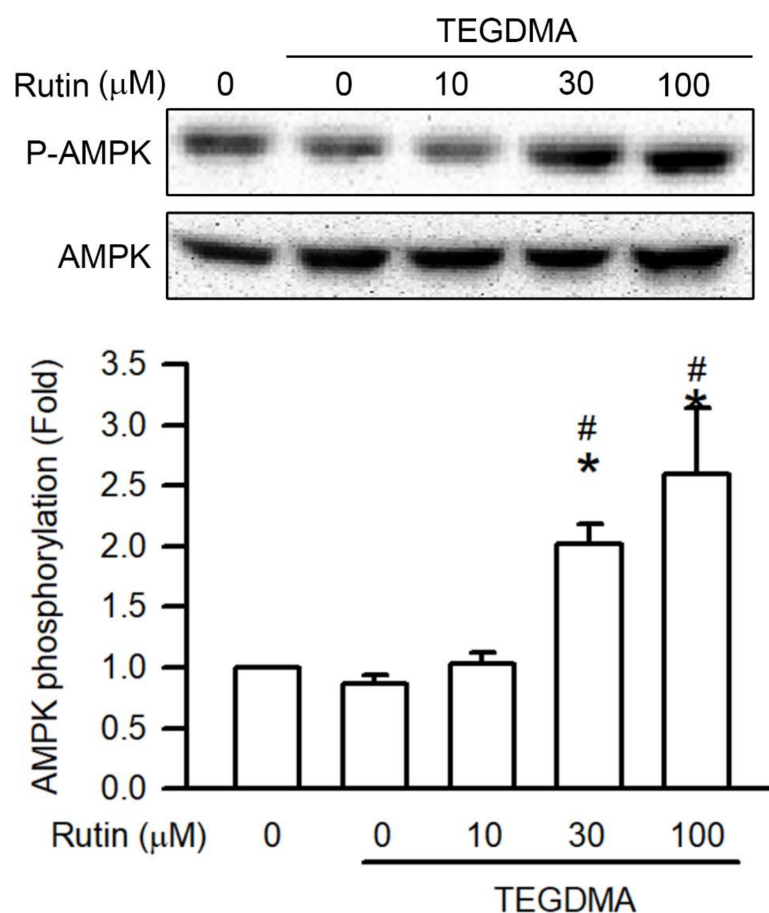 TEGDMA
Rutin (μM) 0 0 10 30 100
P-AMPK
AMPK
AMPK phosphorylation (Fold)
3.5
3.0
2.5
2.0
1.5
1.0
0.5
0.0
#
*
#
*
Rutin (μM) 0 0 10 30 100
TEGDMA